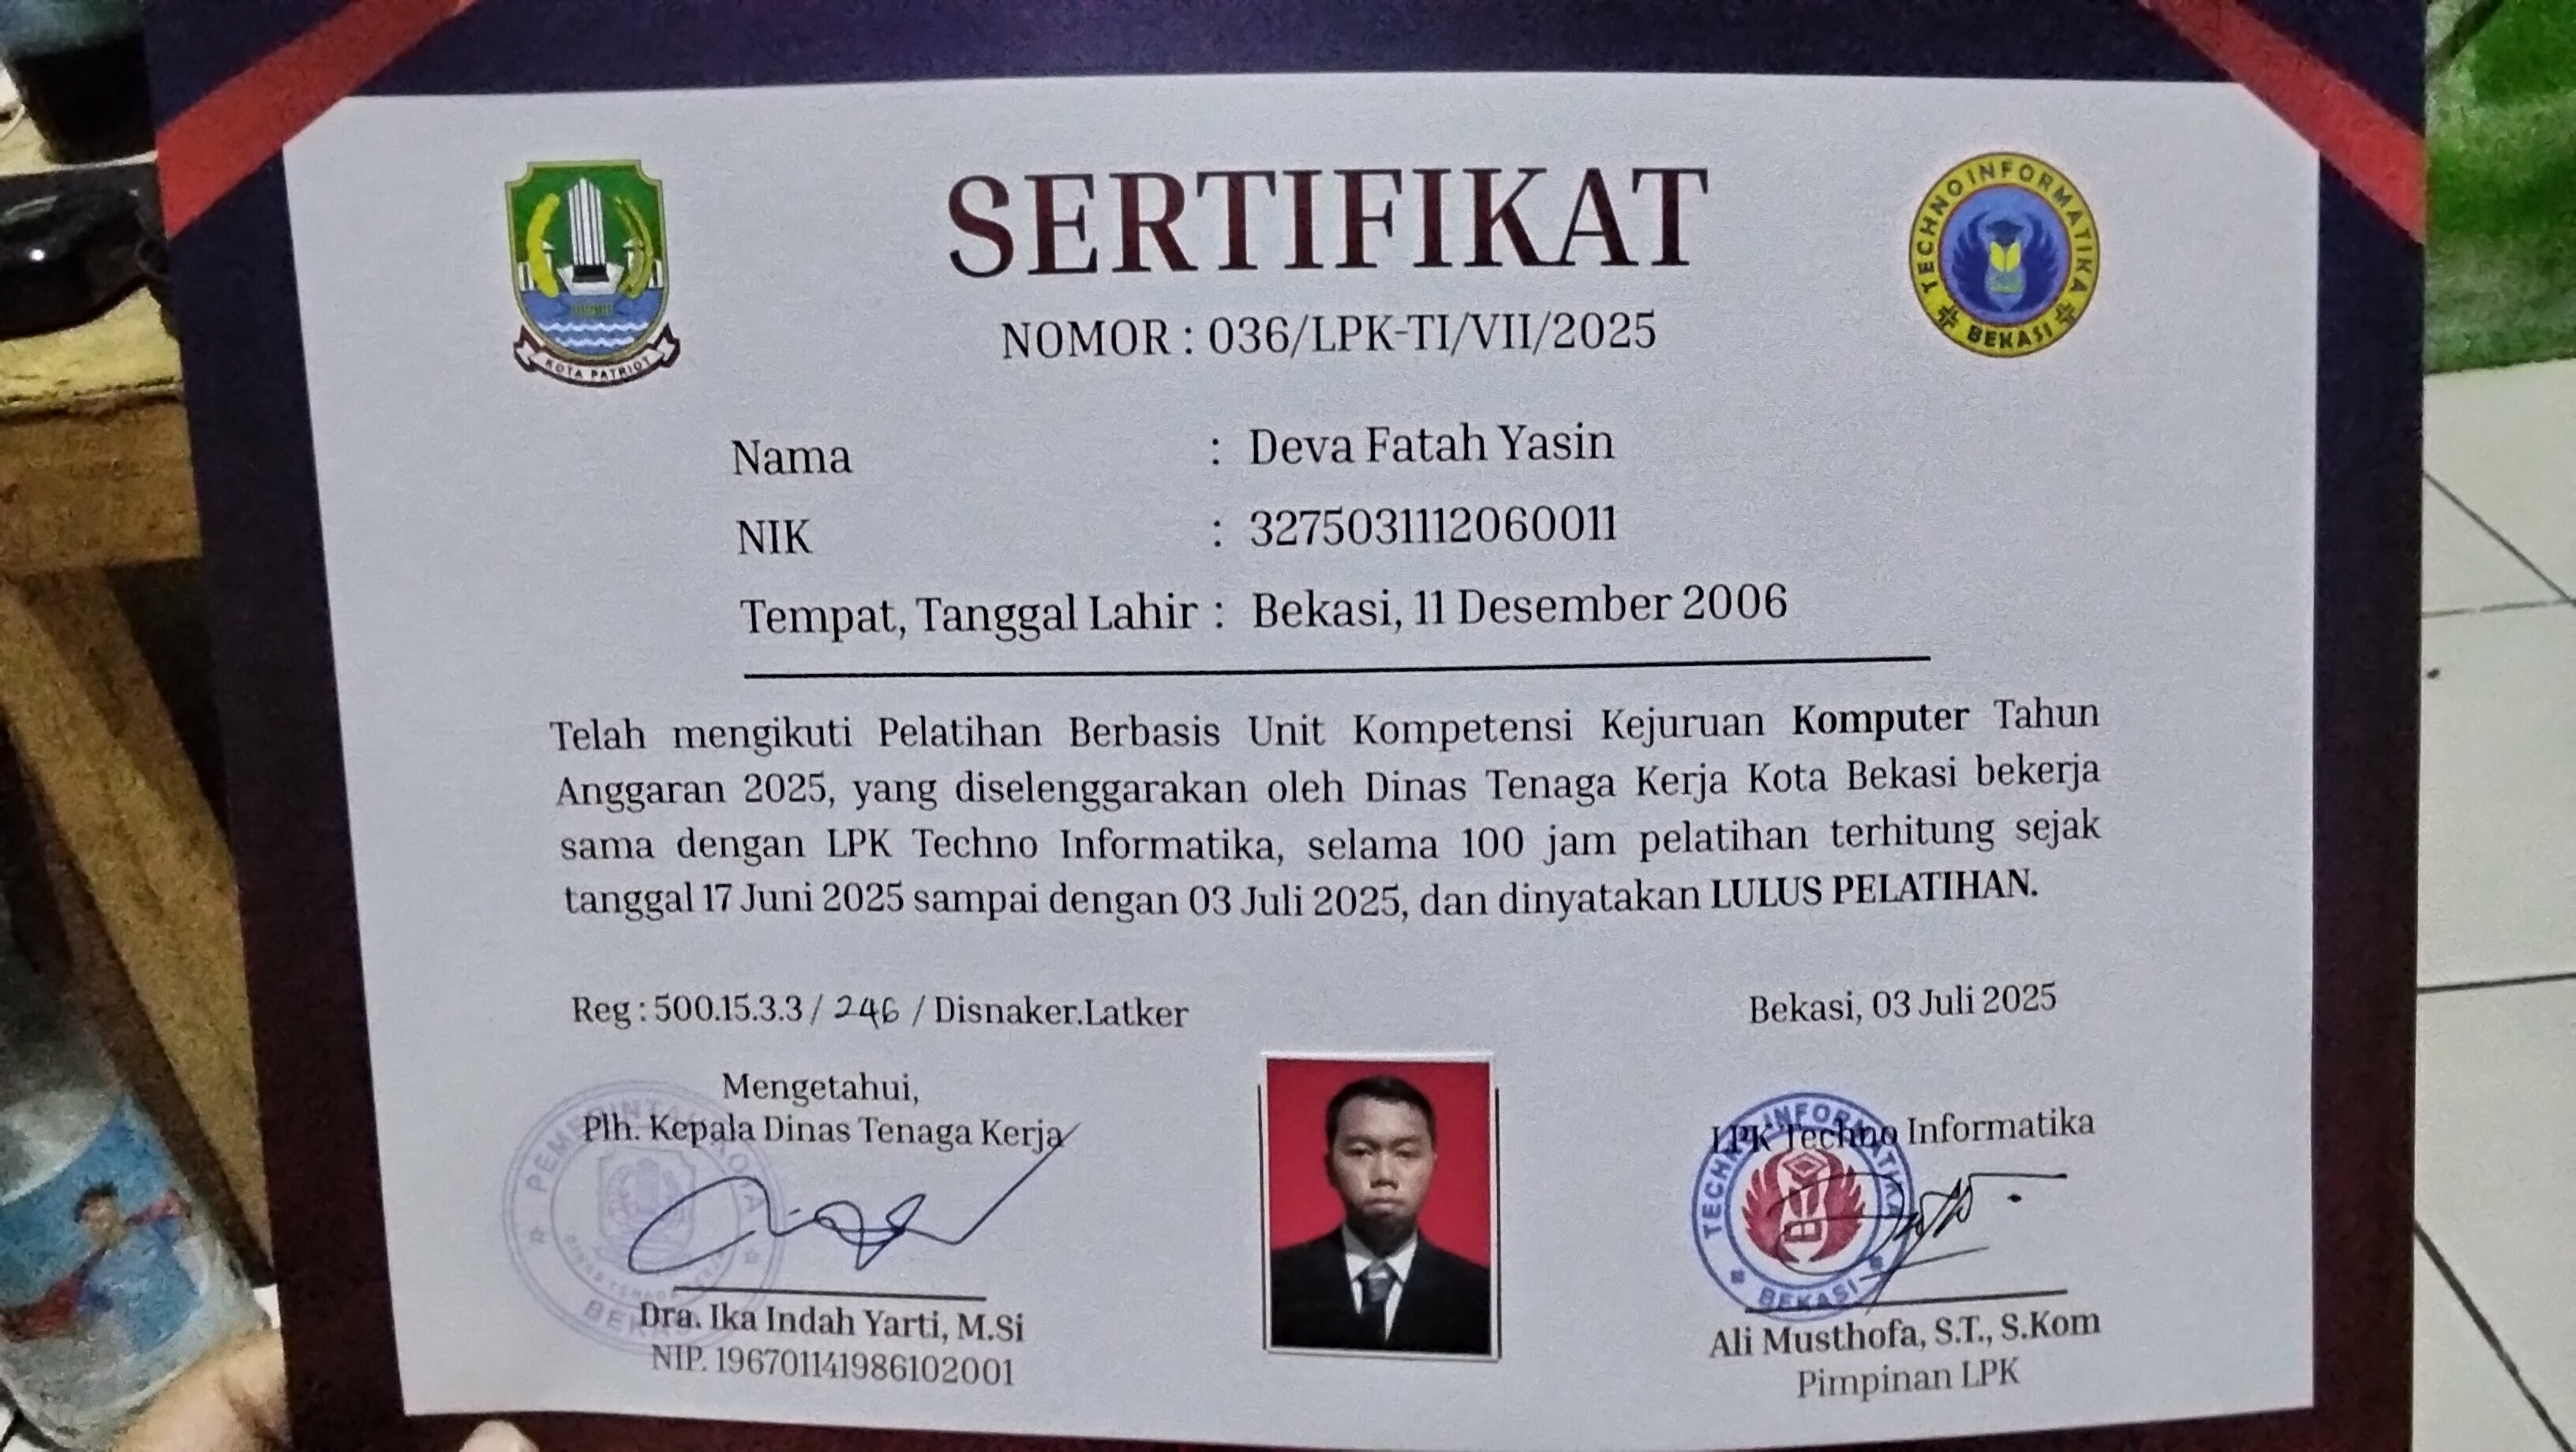 SERTIFIKAT
NOMOR : 036/LPK-TI/VII/2025
KOTA PATRIOT
TECHNO INFORMATIKA
BEKASI
Nama : Deva Fatah Yasin
NIK : 3275031112060011
Tempat, Tanggal Lahir : Bekasi, 11 Desember 2006
Telah mengikuti Pelatihan Berbasis Unit Kompetensi Kejuruan Komputer Tahun
Anggaran 2025, yang diselenggarakan oleh Dinas Tenaga Kerja Kota Bekasi bekerja
sama dengan LPK Techno Informatika, selama 100 jam pelatihan terhitung sejak
tanggal 17 Juni 2025 sampai dengan 03 Juli 2025, dan dinyatakan LULUS PELATIHAN.
Reg : 500.15.3.3 / 246 / Disnaker.Latker
Bekasi, 03 Juli 2025
Mengetahui,
Plh. Kepala Dinas Tenaga Kerja
LPK Techno Informatika
TECHNO INFORMATIKA
BEKASI
Dra. Ika Indah Yarti, M.Si
NIP. 196701141986102001
Ali Musthofa, S.T., S.Kom
Pimpinan LPK